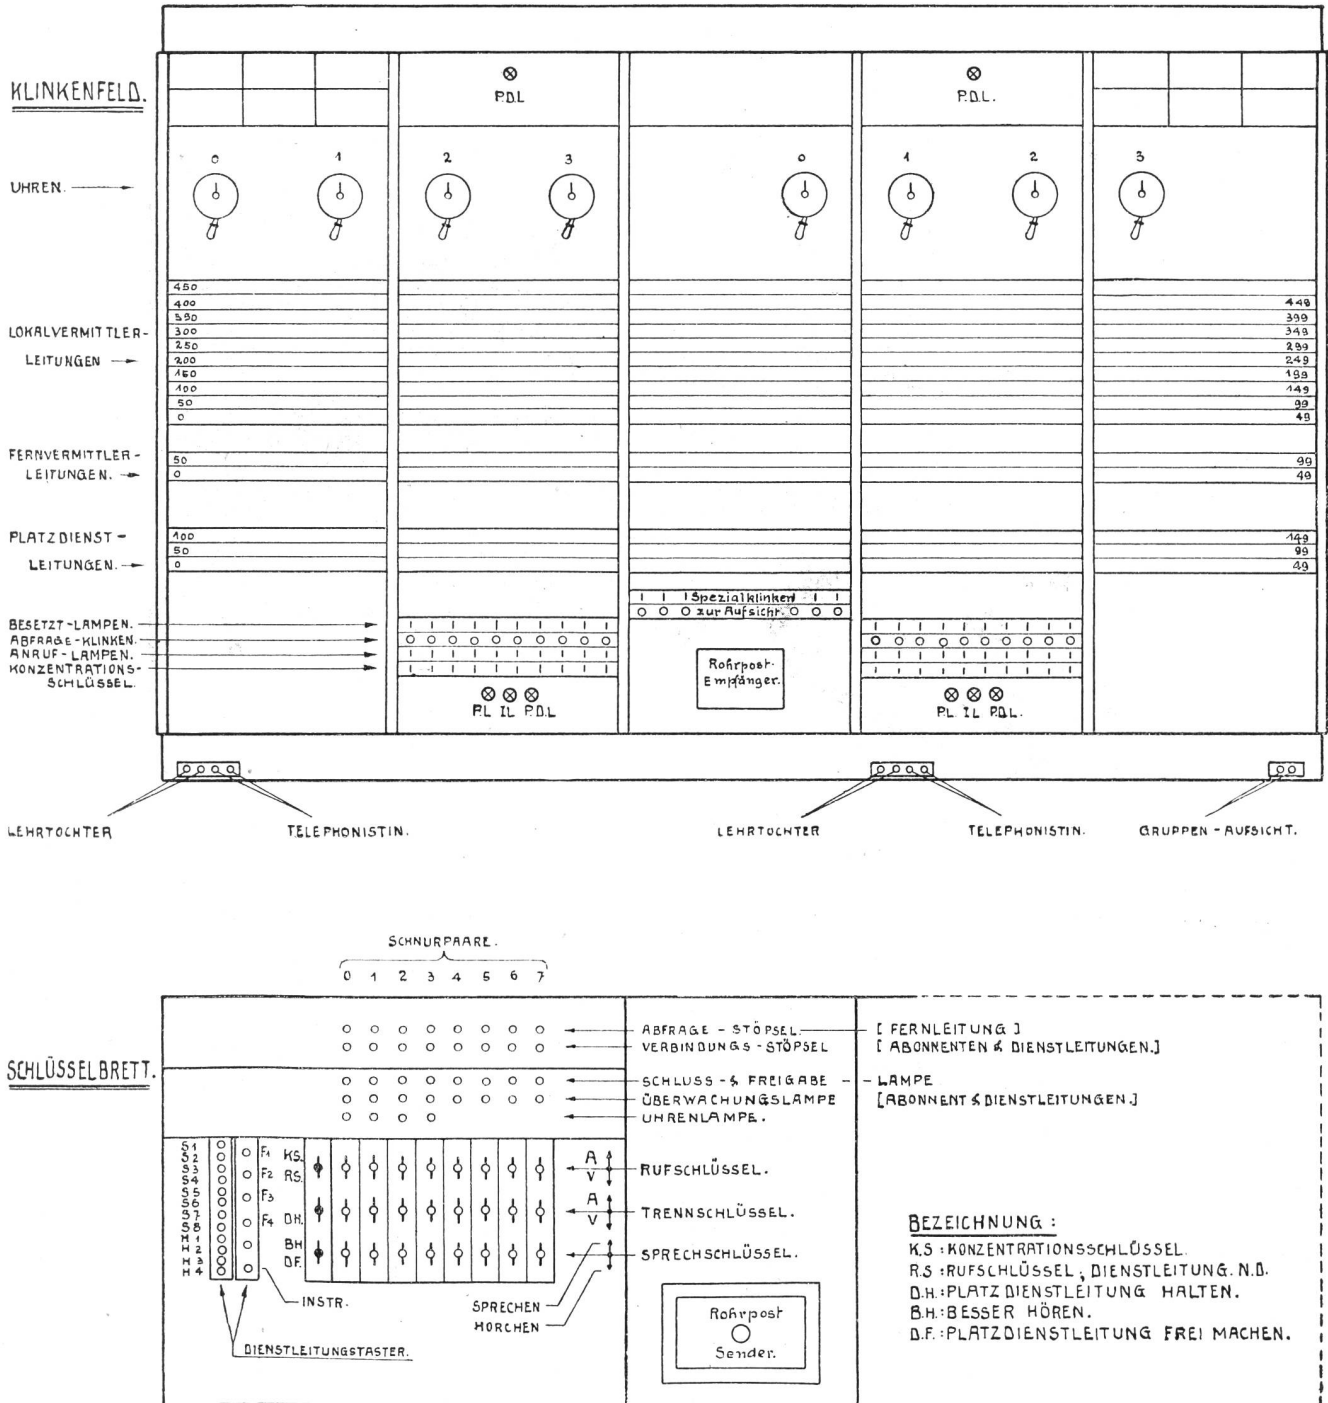 KLINKENFELD.
P.D.L
P.D.L.
0 1 2 3 0 1 2 3
UHREN.
450
400 449
350 399
LOKALVERMITTLER- 300 349
250 299
LEITUNGEN 200 249
150 199
100 149
50 99
0 49
FERNVERMITTLER-
50 99
LEITUNGEN. 0 49
PLATZDIENST- 100 149
50 99
LEITUNGEN. 0 49
Spezialklinken
zur Aufsicht.
BESETZT-LAMPEN.
ABFRAGE-KLINKEN.
ANRUF-LAMPEN.
KONZENTRATIONS-
SCHLÜSSEL.
Rohrpost-
Empfänger.
P.L IL P.D.L
P.L IL P.D.L.
LEHRTOCHTER TELEPHONISTIN. LEHRTOCHTER TELEPHONISTIN. GRUPPEN-AUFSICHT.
SCHNURPAARE.
0 1 2 3 4 5 6 7
SCHLÜSSELBRETT.
ABFRAGE-STÖPSEL. [FERNLEITUNG]
VERBINDUNGS-STÖPSEL [ABONNENTEN & DIENSTLEITUNGEN.]
SCHLUSS-& FREIGABE - - LAMPE
ÜBERWACHUNGSLAMPE [ABONNENT & DIENSTLEITUNGEN.]
UHRENLAMPE.
S1
S2
S3
S4
S5
S6
S7
S8
H1
H2
H3
H4
F1
F2
F3
F4
KS.
RS.
D.H.
BH
D.F.
A
V
RUFSCHLÜSSEL.
A
V
TRENNSCHLÜSSEL.
SPRECHSCHLÜSSEL.
INSTR.
SPRECHEN
HORCHEN
DIENSTLEITUNGSTASTER.
Rohrpost
Sender.
BEZEICHNUNG:
K.S: KONZENTRATIONSSCHLÜSSEL.
R.S: RUFSCHLÜSSEL; DIENSTLEITUNG. N.D.
D.H.: PLATZDIENSTLEITUNG HALTEN.
B.H.: BESSER HÖREN.
D.F.: PLATZDIENSTLEITUNG FREI MACHEN.